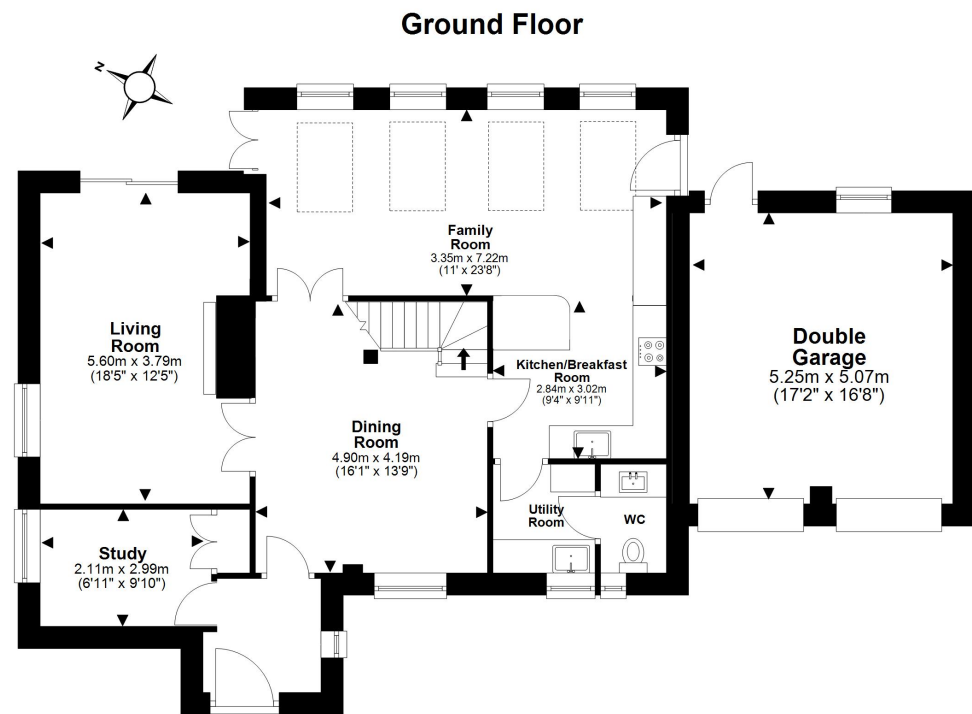 Ground Floor
N
Family
Room
3.35m x 7.22m
(11' x 23'8")
Living
Room
5.60m x 3.79m
(18'5" x 12'5")
Double
Garage
5.25m x 5.07m
(17'2" x 16'8")
Kitchen/Breakfast
Room
2.84m x 3.02m
(9'4" x 9'11")
Dining
Room
4.90m x 4.19m
(16'1" x 13'9")
Utility
Room
WC
Study
2.11m x 2.99m
(6'11" x 9'10")